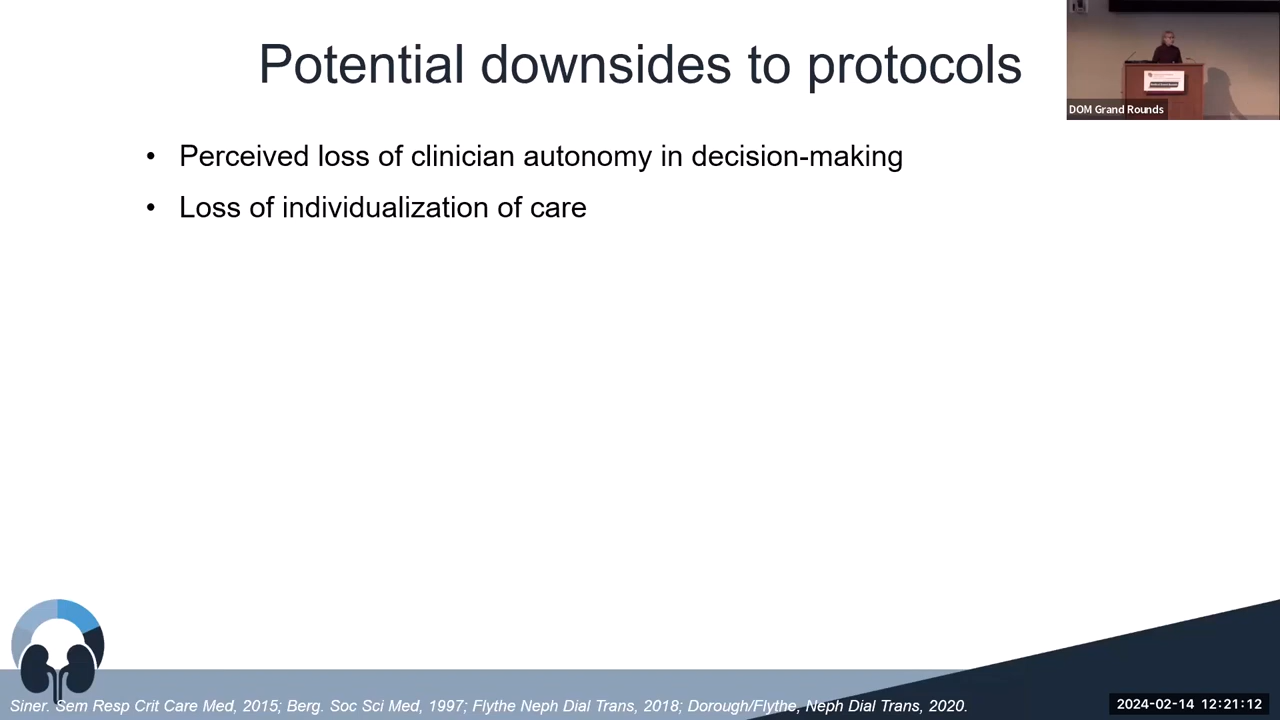 Potential downsides to protocols
DOM Grand Rounds
• Perceived loss of clinician autonomy in decision-making
• Loss of individualization of care
Siner. Sem Resp Crit Care Med, 2015; Berg. Soc Sci Med, 1997; Flythe Neph Dial Trans, 2018; Dorough/Flythe, Neph Dial Trans, 2020.
2024-02-14 12:21:12